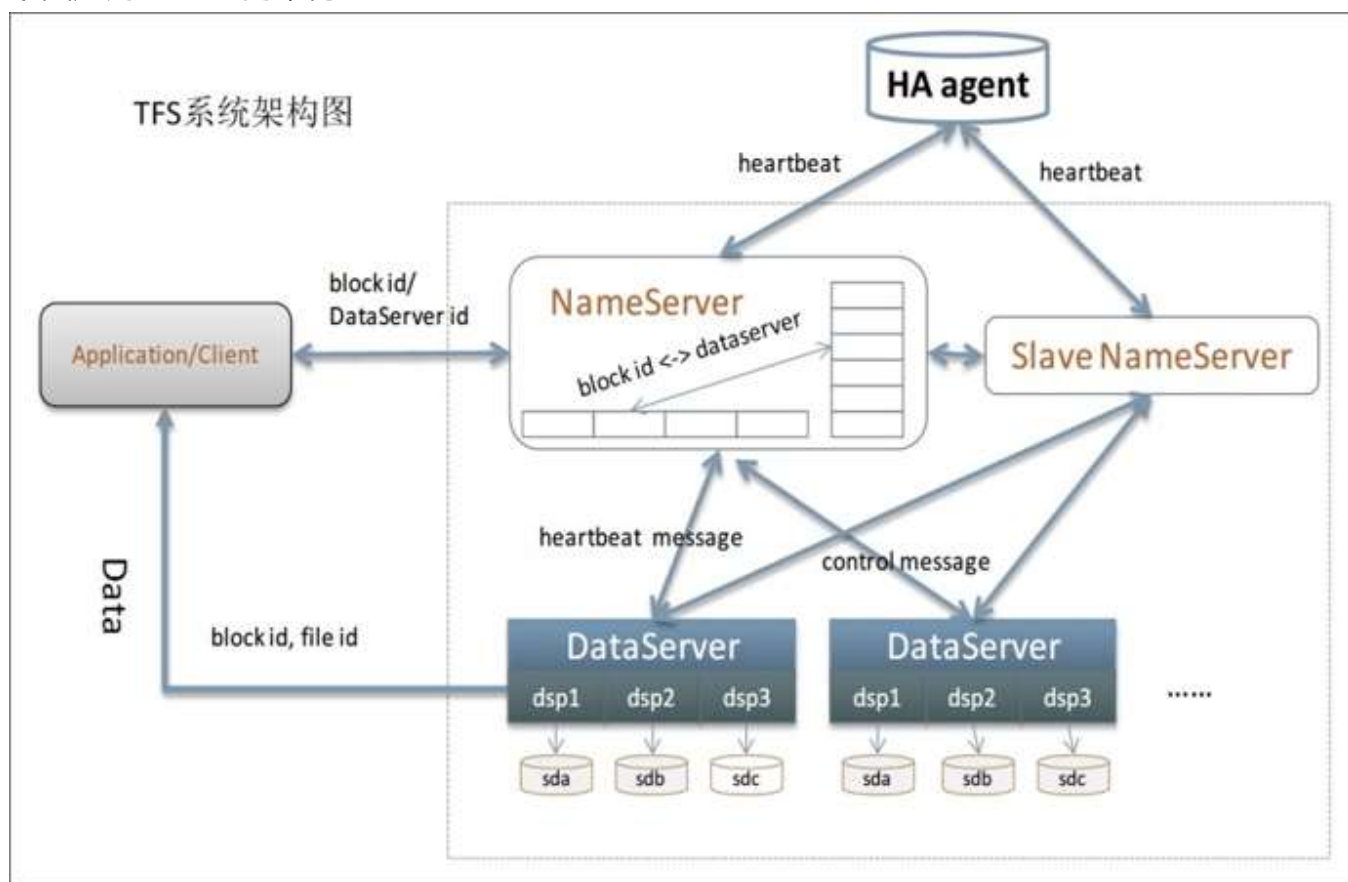 TFS系统架构图
HA agent
heartbeat
heartbeat
block id/
DataServer id
NameServer
block id <-> dataserver
Application/Client
Slave NameServer
heartbeat message
control message
Data
block id, file id
DataServer
dsp1 dsp2 dsp3
sda sdb sdc
DataServer
dsp1 dsp2 dsp3
sda sdb sdc
......